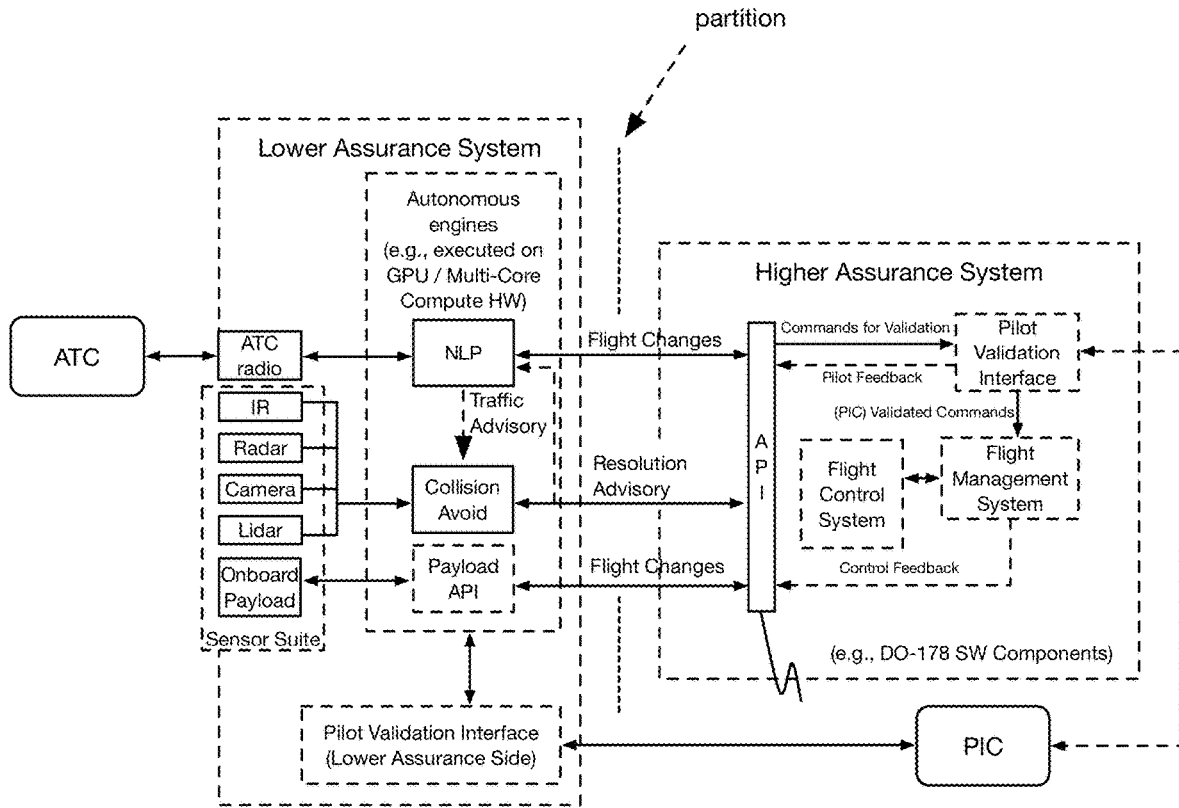 partition
Lower Assurance System
Autonomous
engines
(e.g., executed on
GPU / Multi-Core
Compute HW)
Higher Assurance System
ATC
ATC
radio
NLP
Flight Changes
Commands for Validation
Pilot
Validation
Interface
Pilot Feedback
IR
Radar
Camera
Lidar
Onboard
Payload
Sensor Suite
Traffic
Advisory
Collision
Avoid
Resolution
Advisory
Payload
API
Flight Changes
API
(PIC) Validated Commands
Flight
Control
System
Flight
Management
System
Control Feedback
(e.g., DO-178 SW Components)
Pilot Validation Interface
(Lower Assurance Side)
PIC